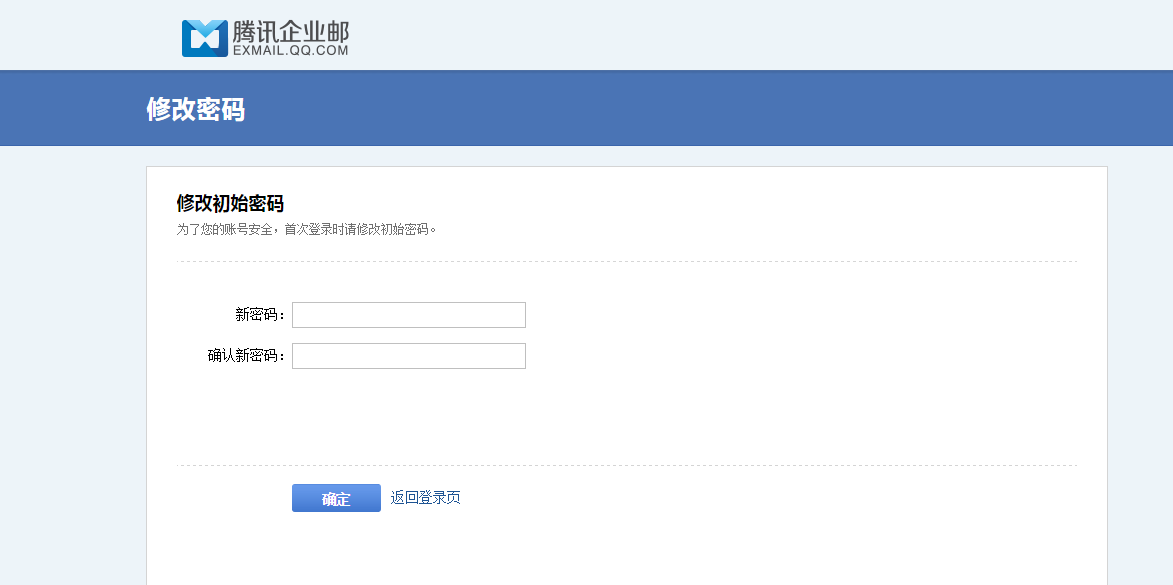 腾讯企业邮
EXMAIL.QQ.COM
修改密码
修改初始密码
为了您的账号安全，首次登录时请修改初始密码。
新密码：
确认新密码：
确定 返回登录页